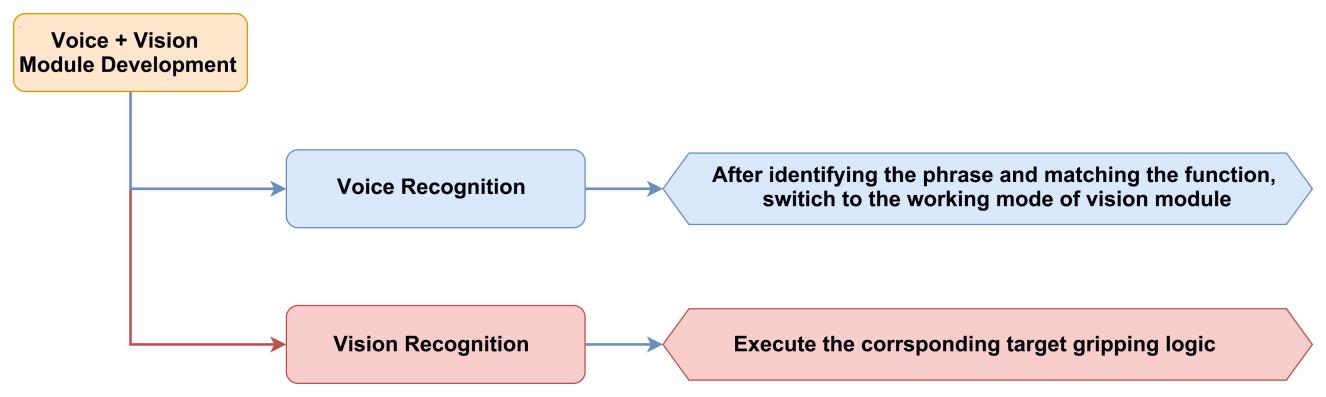 Voice + Vision
Module Development
Voice Recognition
After identifying the phrase and matching the function,
switich to the working mode of vision module
Vision Recognition
Execute the corrsponding target gripping logic